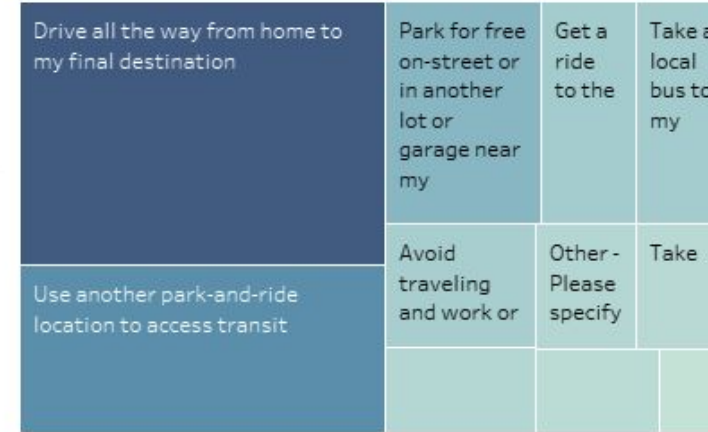 Drive all the way from home to
my final destination
Use another park-and-ride
location to access transit
Park for free
on-street or
in another
lot or
garage near
my
Get a
ride
to the
Take a
local
bus to
my
Avoid
traveling
and work or
Other -
Please
specify
Take